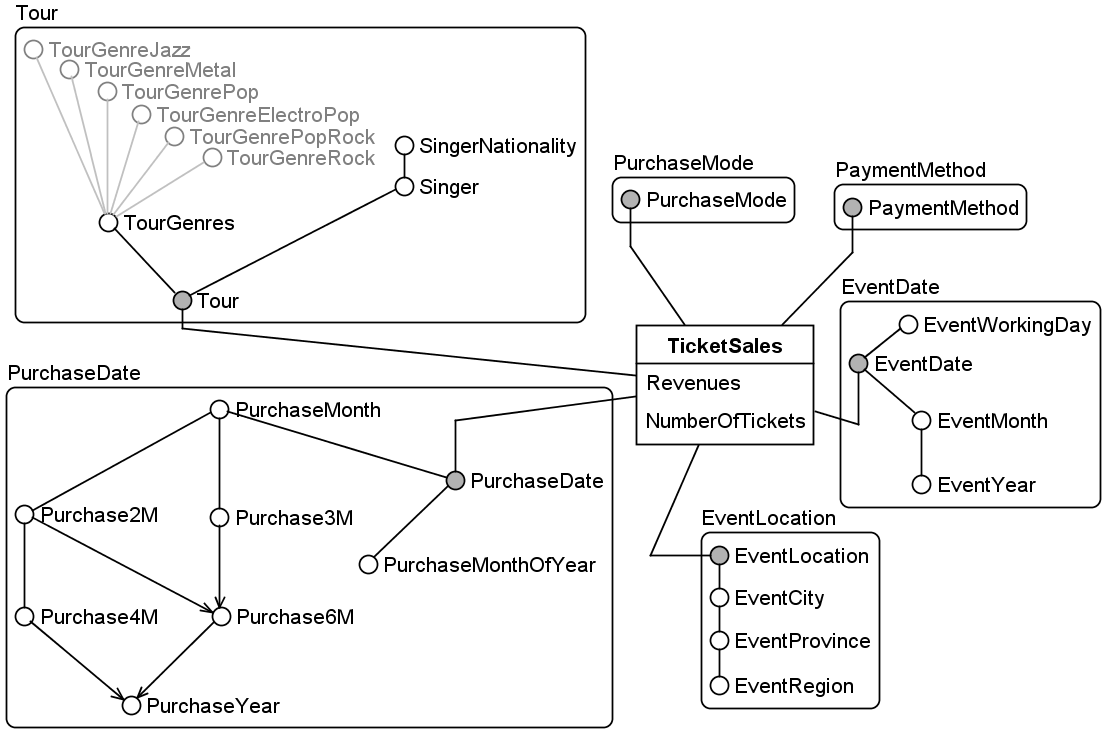 Tour
TourGenreJazz
TourGenreMetal
TourGenrePop
TourGenreElectroPop
TourGenrePopRock
TourGenreRock
SingerNationality
Singer
TourGenres
Tour
PurchaseMode
PurchaseMode
PaymentMethod
PaymentMethod
EventDate
EventWorkingDay
EventDate
EventMonth
EventYear
TicketSales
Revenues
NumberOfTickets
PurchaseDate
PurchaseMonth
PurchaseDate
Purchase2M
Purchase3M
PurchaseMonthOfYear
Purchase4M
Purchase6M
PurchaseYear
EventLocation
EventLocation
EventCity
EventProvince
EventRegion